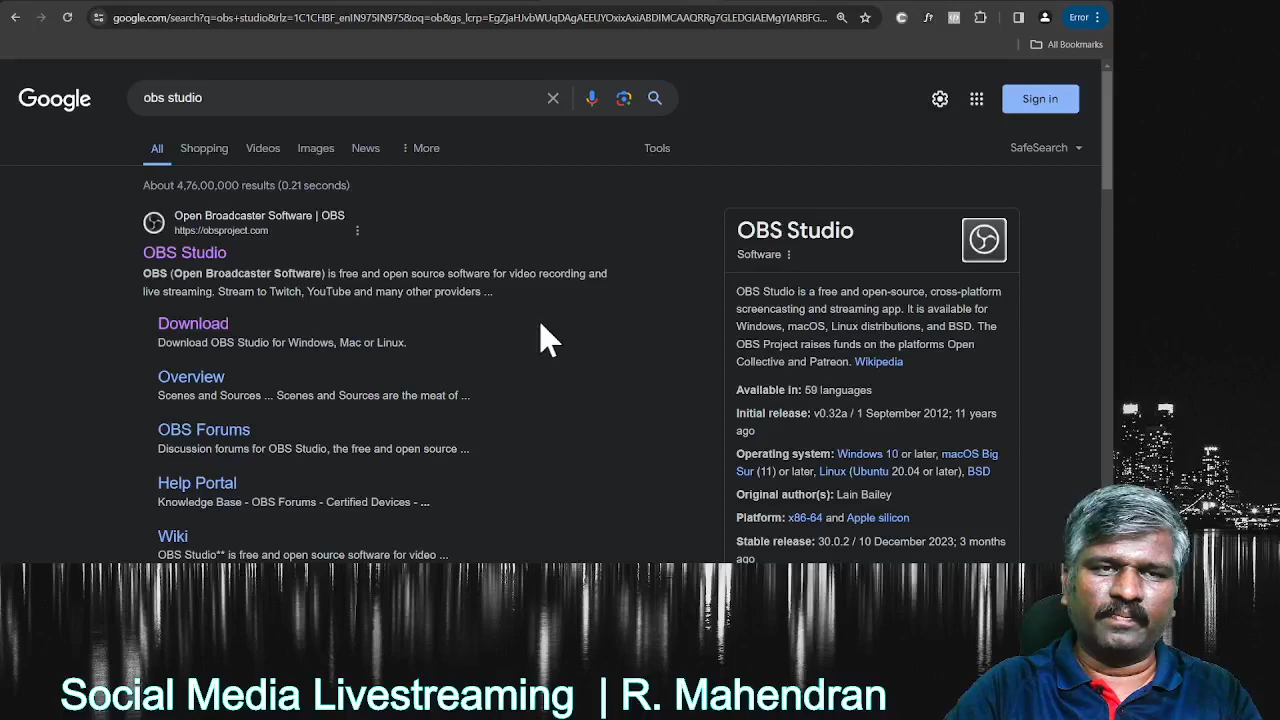 google.com/search?q=obs+studio&rlz=1C1CHBF_enIN975IN975&oq=ob&gs_lcrp=
Error
All Bookmarks
Google
obs studio
Sign in
All
Shopping
Videos
Images
News
More
Tools
SafeSearch
About 4,76,00,000 results (0.21 seconds)
Open Broadcaster Software | OBS
https://obsproject.com
OBS Studio
OBS (Open Broadcaster Software) is free and open source software for video recording and
live streaming. Stream to Twitch, YouTube and many other providers ...
Download
Download OBS Studio for Windows, Mac or Linux.
Overview
Scenes and Sources ... Scenes and Sources are the meat of ...
OBS Forums
Discussion forums for OBS Studio, the free and open source ...
Help Portal
Knowledge Base - OBS Forums - Certified Devices - ...
Wiki
OBS Studio** is free and open source software for video ...
OBS Studio
Software
OBS Studio is a free and open-source, cross-platform
screencasting and streaming app. It is available for
Windows, macOS, Linux distributions, and BSD. The
OBS Project raises funds on the platforms Open
Collective and Patreon. Wikipedia
Available in: 59 languages
Initial release: v0.32a / 1 September 2012; 11 years
ago
Operating system: Windows 10 or later, macOS Big
Sur (11) or later, Linux (Ubuntu 20.04 or later), BSD
Original author(s): Lain Bailey
Platform: x86-64 and Apple silicon
Stable release: 30.0.2 / 10 December 2023; 3 months
ago
Social Media Livestreaming | R. Mahendran